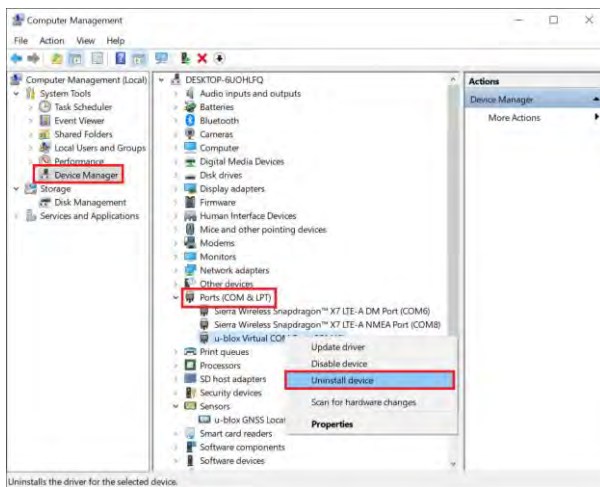 Computer Management
File Action View Help
Computer Management (Local)
System Tools
Task Scheduler
Event Viewer
Shared Folders
Local Users and Groups
Performance
Device Manager
Storage
Disk Management
Services and Applications
DESKTOP-6UOHLFQ
Audio inputs and outputs
Batteries
Bluetooth
Cameras
Computer
Digital Media Devices
Disk drives
Display adapters
Firmware
Human Interface Devices
Mice and other pointing devices
Modems
Monitors
Network adapters
Other devices
Ports (COM & LPT)
Sierra Wireless Snapdragon™ X7 LTE-A DM Port (COM6)
Sierra Wireless Snapdragon™ X7 LTE-A NMEA Port (COM8)
u-blox Virtual COM
Print queues
Processors
SD host adapters
Security devices
Sensors
u-blox GNSS Locat
Smart card readers
Software components
Software devices
Update driver
Disable device
Uninstall device
Scan for hardware changes
Properties
Actions
Device Manager
More Actions
Uninstalls the driver for the selected device.